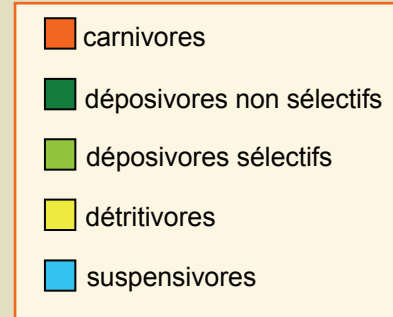 carnivores
déposivores non sélectifs
déposivores sélectifs
détritivores
suspensivores